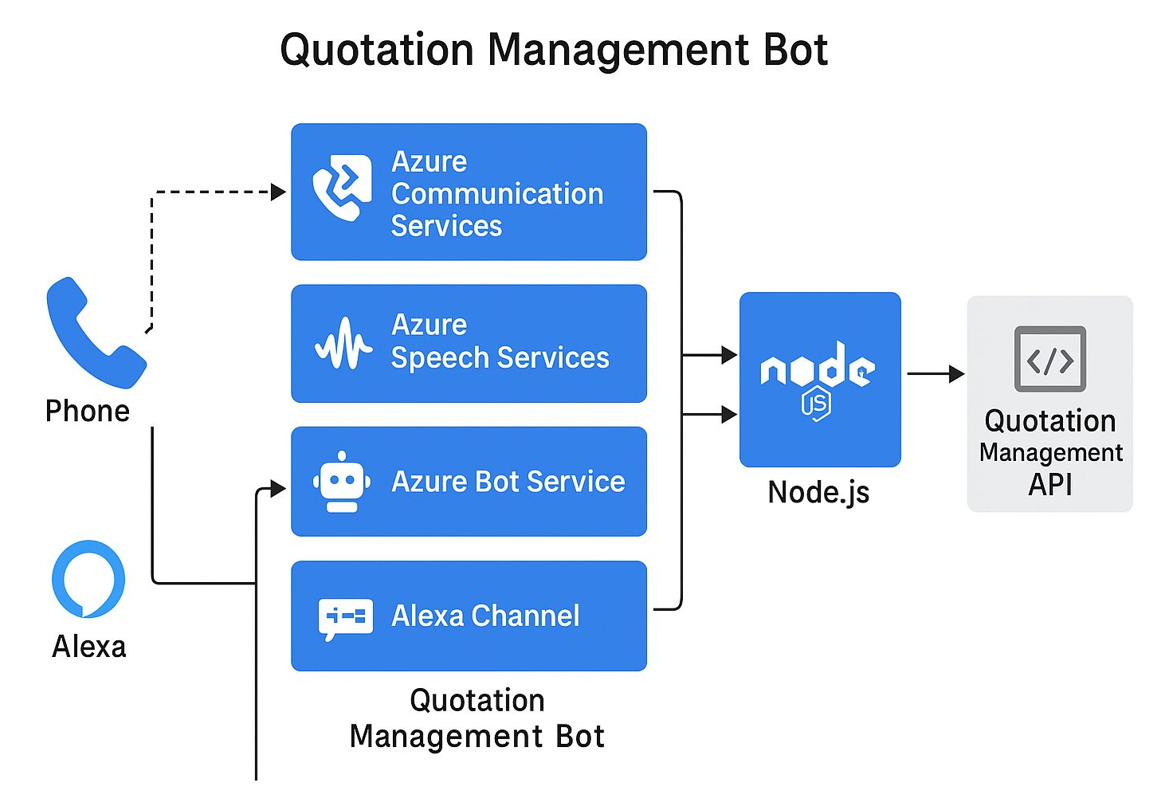 Quotation Management Bot
Azure
Communication
Services
Azure
Speech Services
Azure Bot Service
Alexa Channel
Quotation
Management Bot
Phone
Alexa
node
JS
Node.js
</>
Quotation
Management
API